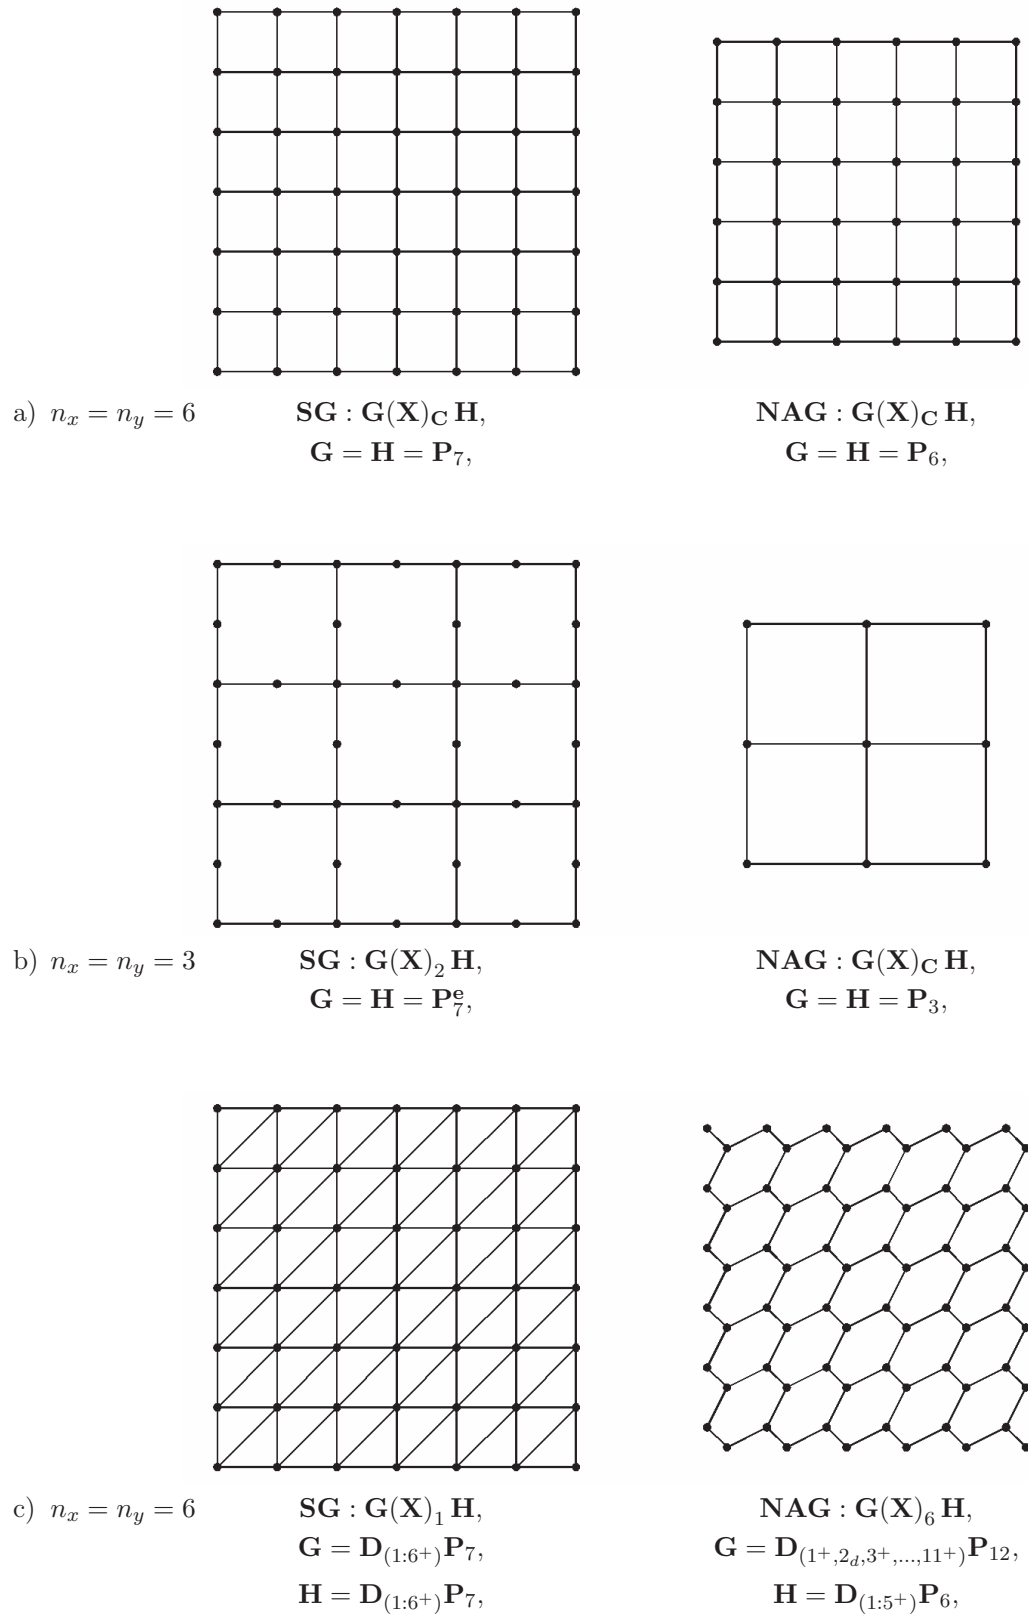 a) n_x = n_y = 6 SG : G(X)_C H, NAG : G(X)_C H,
G = H = P_7, G = H = P_6,
b) n_x = n_y = 3 SG : G(X)_2 H, NAG : G(X)_C H,
G = H = P_7^e, G = H = P_3,
c) n_x = n_y = 6 SG : G(X)_1 H, NAG : G(X)_6 H,
G = D_(1:6^+) P_7, G = D_(1^+,2_d,3^+,...,11^+) P_12,
H = D_(1:6^+) P_7, H = D_(1:5^+) P_6,